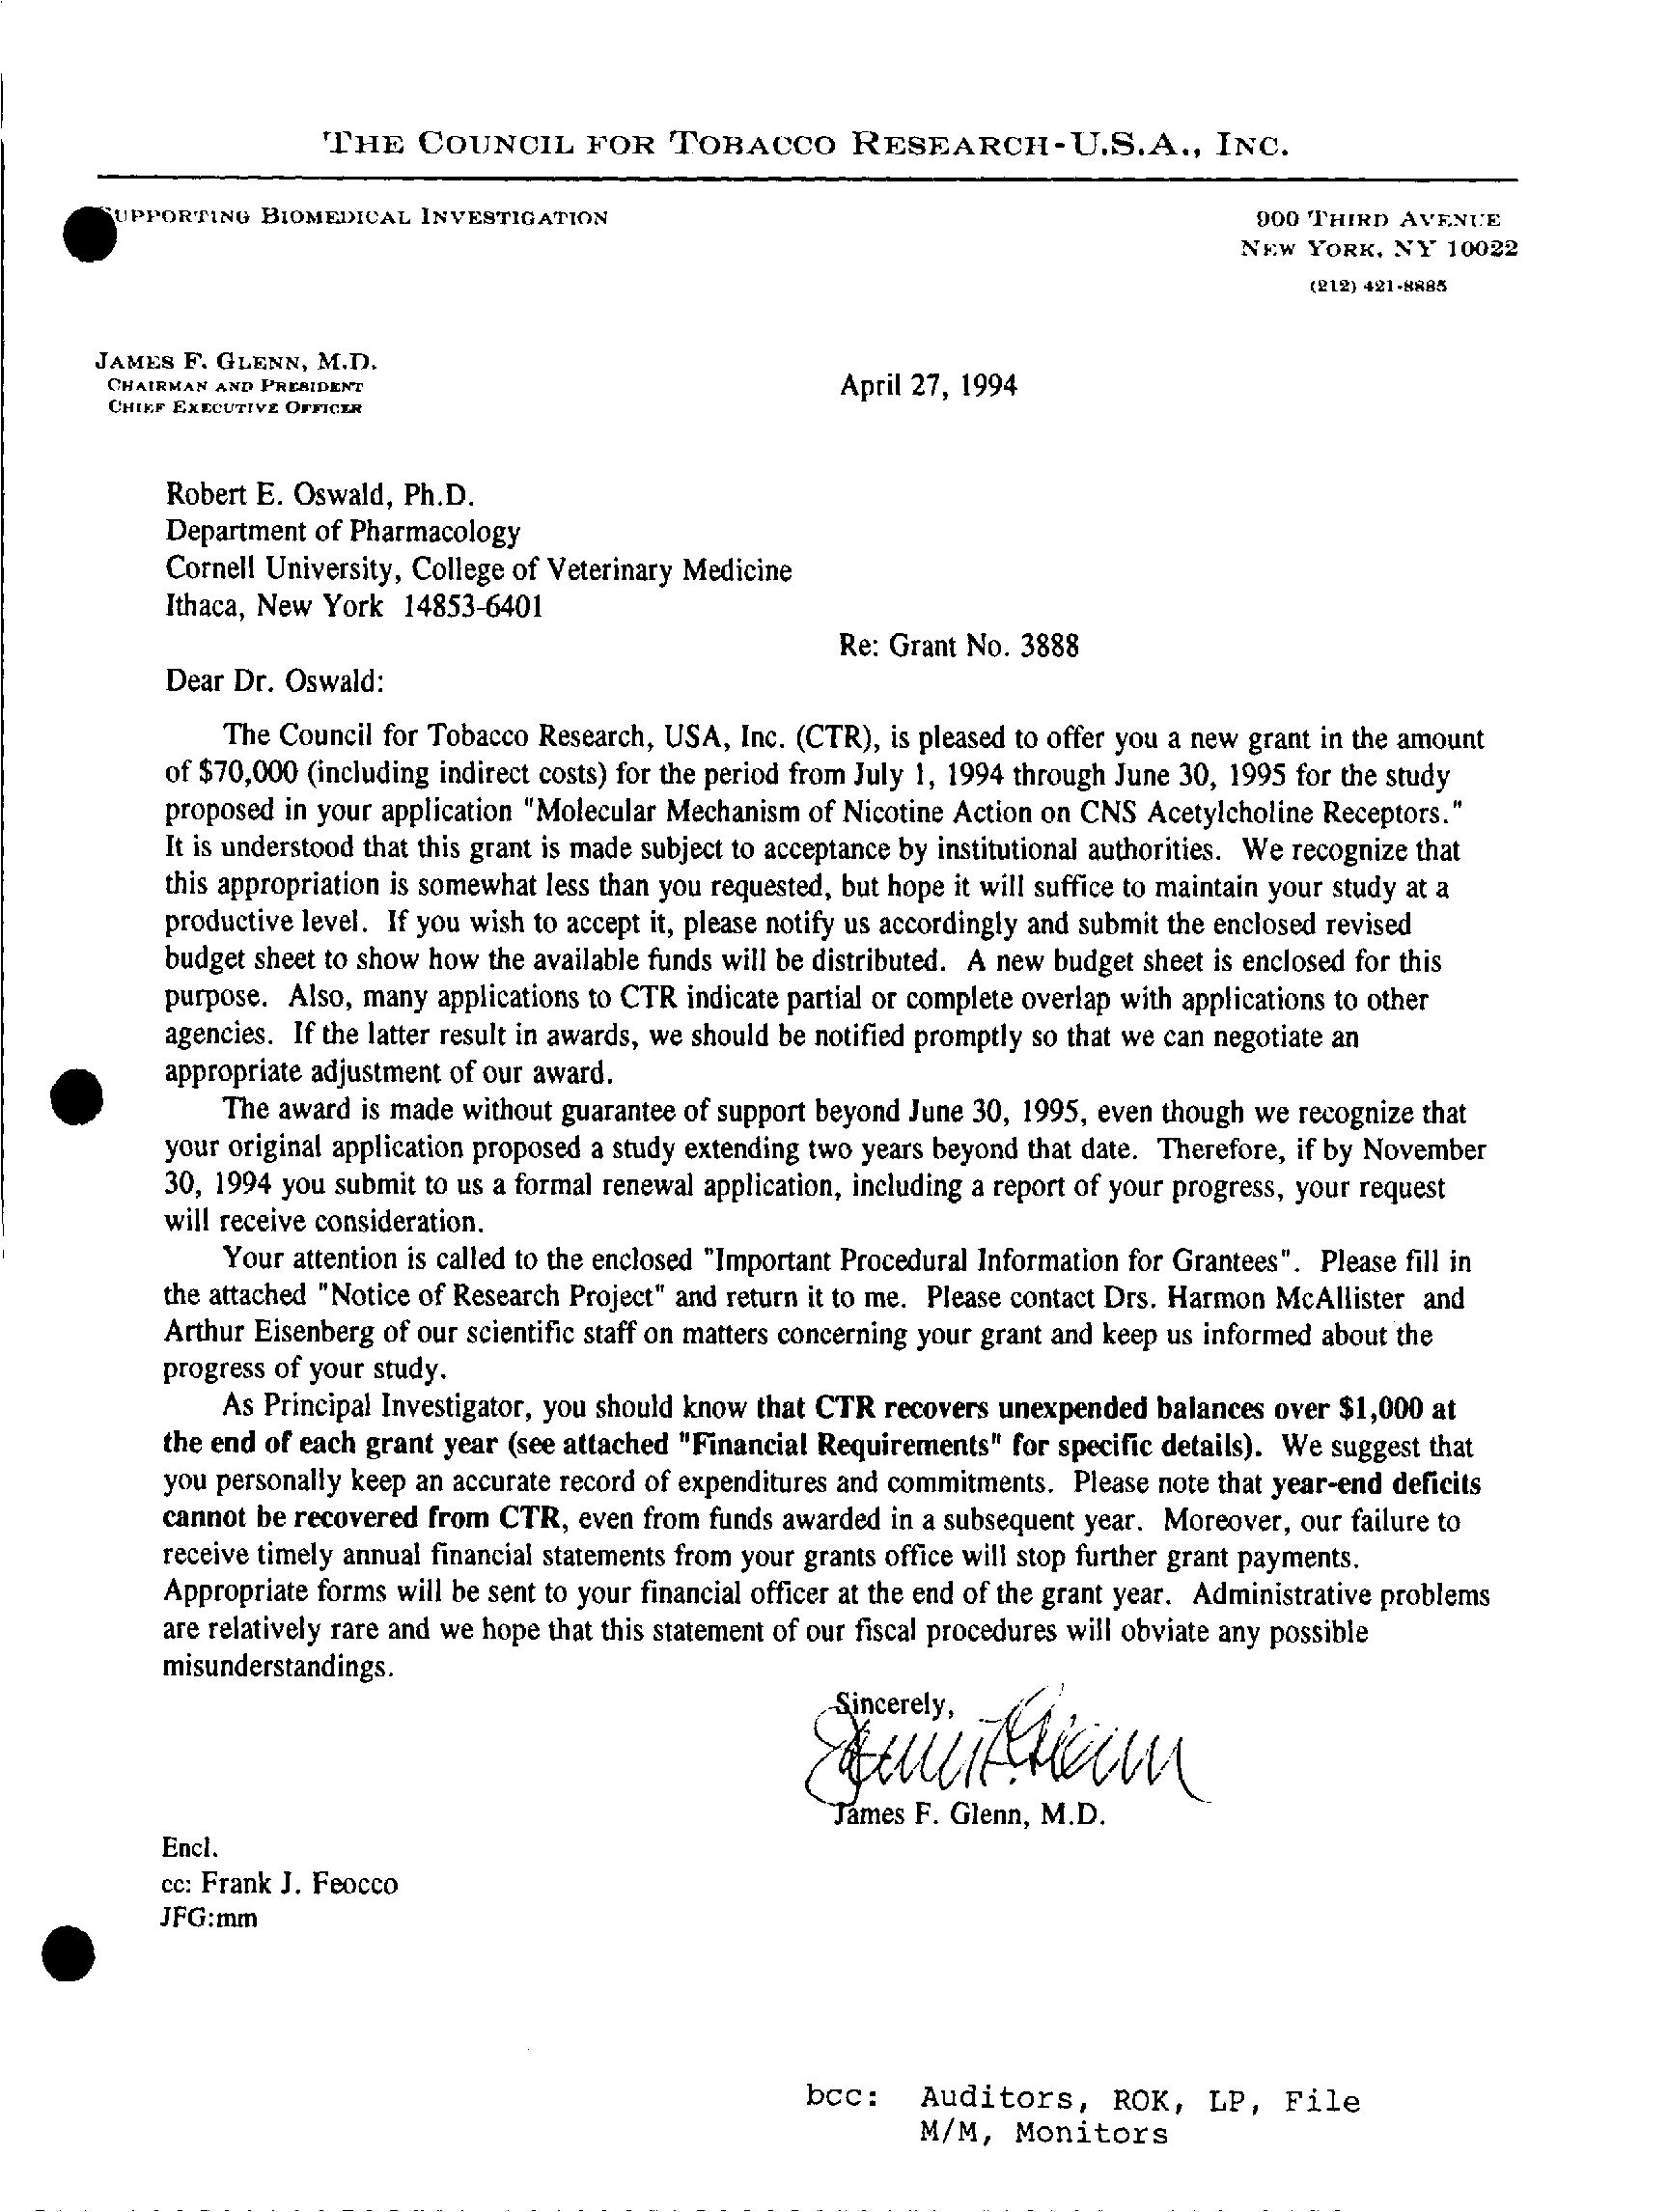 THE COUNCIL FOR TOBACCO RESEARCH-U.S.A., INC.
SUPPORTING BIOMEDICAL INVESTIGATION
900 THIRD AVENUE
NEW YORK, NY 10022
(212) 421-8885
JAMES F. GLENN, M.D.
CHAIRMAN AND PRESIDENT
CHIEF EXECUTIVE OFFICER
April 27, 1994
Robert E. Oswald, Ph.D.
Department of Pharmacology
Cornell University, College of Veterinary Medicine
Ithaca, New York 14853-6401
Re: Grant No. 3888
Dear Dr. Oswald:
The Council for Tobacco Research, USA, Inc. (CTR), is pleased to offer you a new grant in the amount
of $70,000 (including indirect costs) for the period from July 1, 1994 through June 30, 1995 for the study
proposed in your application "Molecular Mechanism of Nicotine Action on CNS Acetylcholine Receptors."
It is understood that this grant is made subject to acceptance by institutional authorities. We recognize that
this appropriation is somewhat less than you requested, but hope it will suffice to maintain your study at a
productive level. If you wish to accept it, please notify us accordingly and submit the enclosed revised
budget sheet to show how the available funds will be distributed. A new budget sheet is enclosed for this
purpose. Also, many applications to CTR indicate partial or complete overlap with applications to other
agencies. If the latter result in awards, we should be notified promptly so that we can negotiate an
appropriate adjustment of our award.
The award is made without guarantee of support beyond June 30, 1995, even though we recognize that
your original application proposed a study extending two years beyond that date. Therefore, if by November
30, 1994 you submit to us a formal renewal application, including a report of your progress, your request
will receive consideration.
Your attention is called to the enclosed "Important Procedural Information for Grantees". Please fill in
the attached "Notice of Research Project" and return it to me. Please contact Drs. Harmon McAllister and
Arthur Eisenberg of our scientific staff on matters concerning your grant and keep us informed about the
progress of your study.
As Principal Investigator, you should know that CTR recovers unexpended balances over $1,000 at
the end of each grant year (see attached "Financial Requirements" for specific details). We suggest that
you personally keep an accurate record of expenditures and commitments. Please note that year-end deficits
cannot be recovered from CTR, even from funds awarded in a subsequent year. Moreover, our failure to
receive timely annual financial statements from your grants office will stop further grant payments.
Appropriate forms will be sent to your financial officer at the end of the grant year. Administrative problems
are relatively rare and we hope that this statement of our fiscal procedures will obviate any possible
misunderstandings.
Sincerely,
James F. Glenn
James F. Glenn, M.D.
Encl.
cc: Frank J. Feocco
JFG:mm
bcc: Auditors, ROK, LP, File
M/M, Monitors